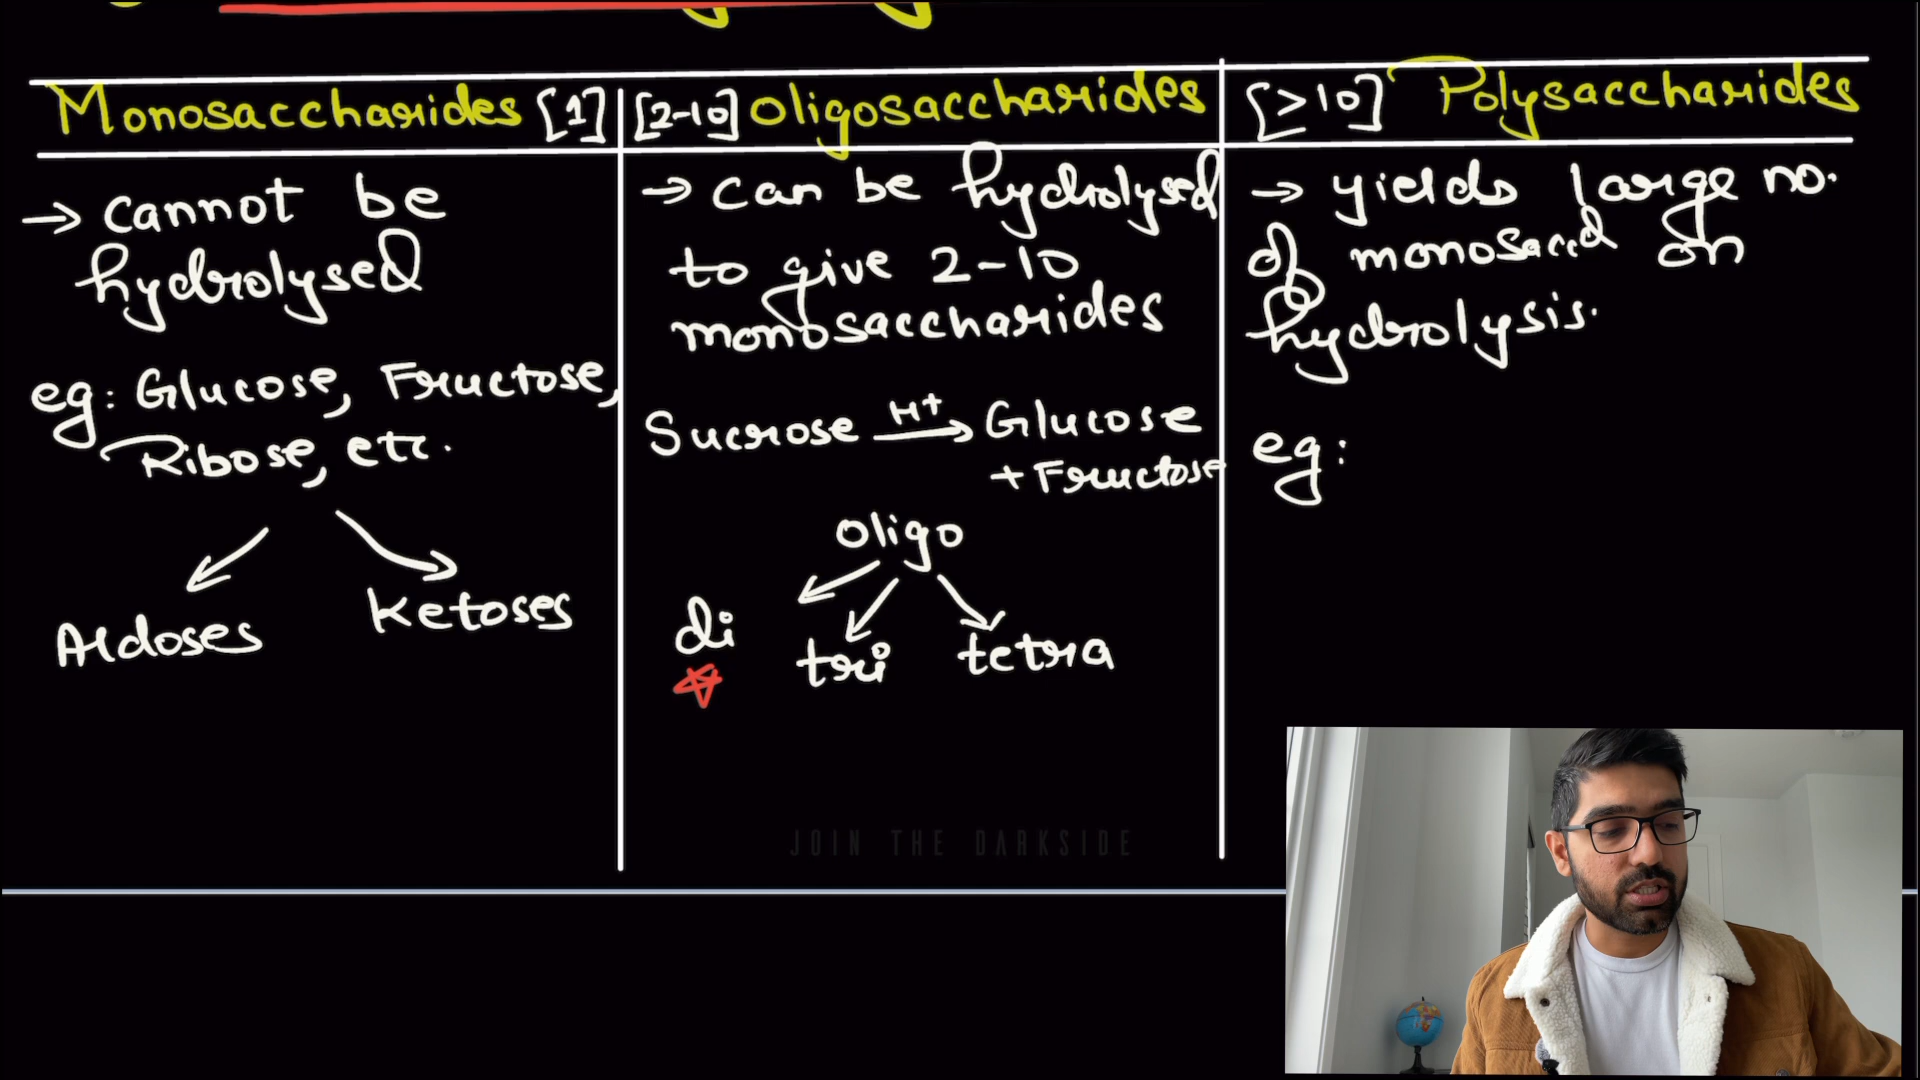 Monosaccharides [1]
→ cannot be
hydrolysed
eg: Glucose, Fructose,
Ribose, etc.
Aldoses
Ketoses
[2-10] Oligosaccharides
→ can be hydrolysed
to give 2-10
monosaccharides
Sucrose H+ → Glucose
+ Fructose
Oligo
di
tri
tetra
[>10] Polysaccharides
→ yields large no.
of monosaccd on
hydrolysis.
eg:
JOIN THE DARKSIDE